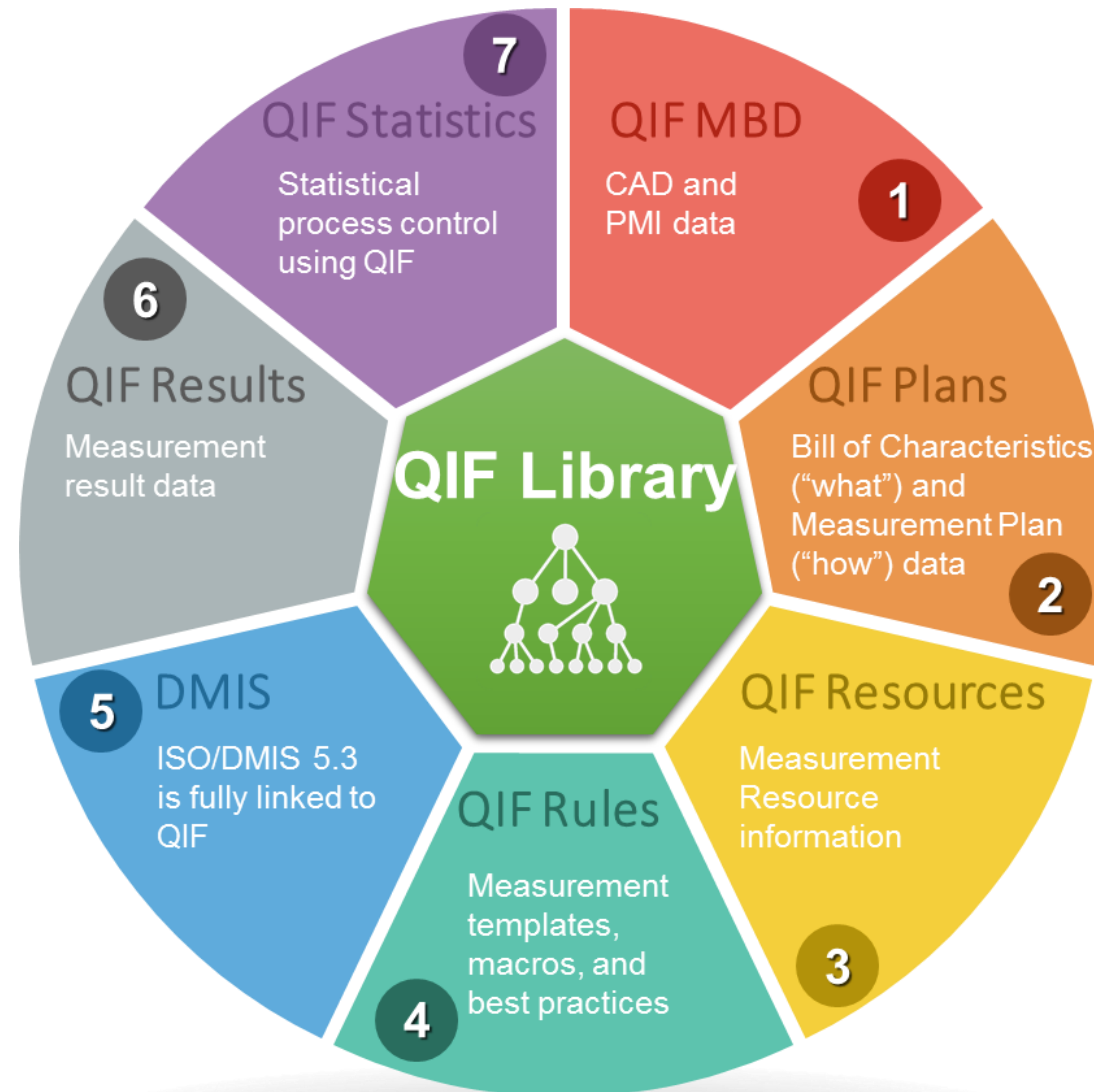 7
QIF Statistics
Statistical
process control
using QIF
QIF MBD
CAD and
PMI data
1
QIF Plans
Bill of Characteristics
(“what”) and
Measurement Plan
(“how”) data
2
QIF Resources
Measurement
Resource
information
3
QIF Rules
Measurement
templates,
macros, and
best practices
4
5
DMIS
ISO/DMIS 5.3
is fully linked to
QIF
6
QIF Results
Measurement
result data
QIF Library